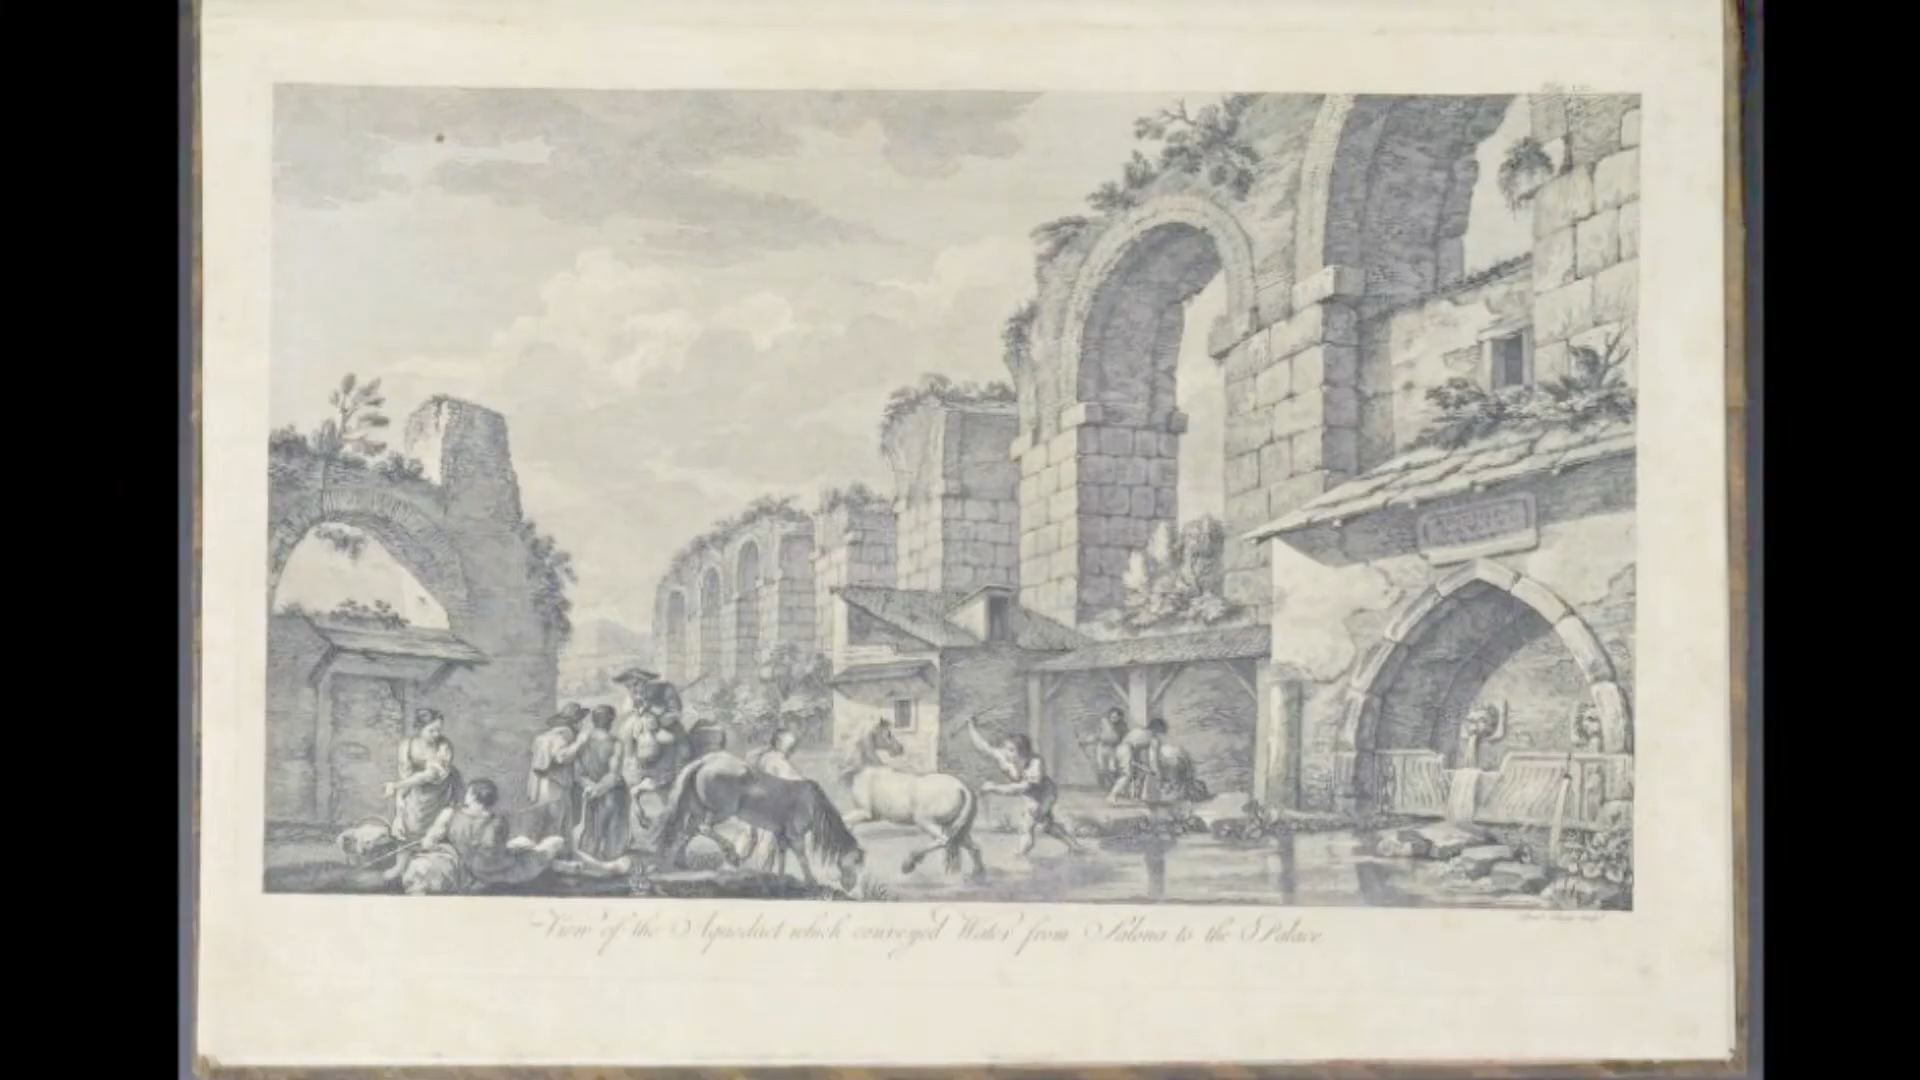 View of the Aqueduct which conveyed Water from Salona to the Palace